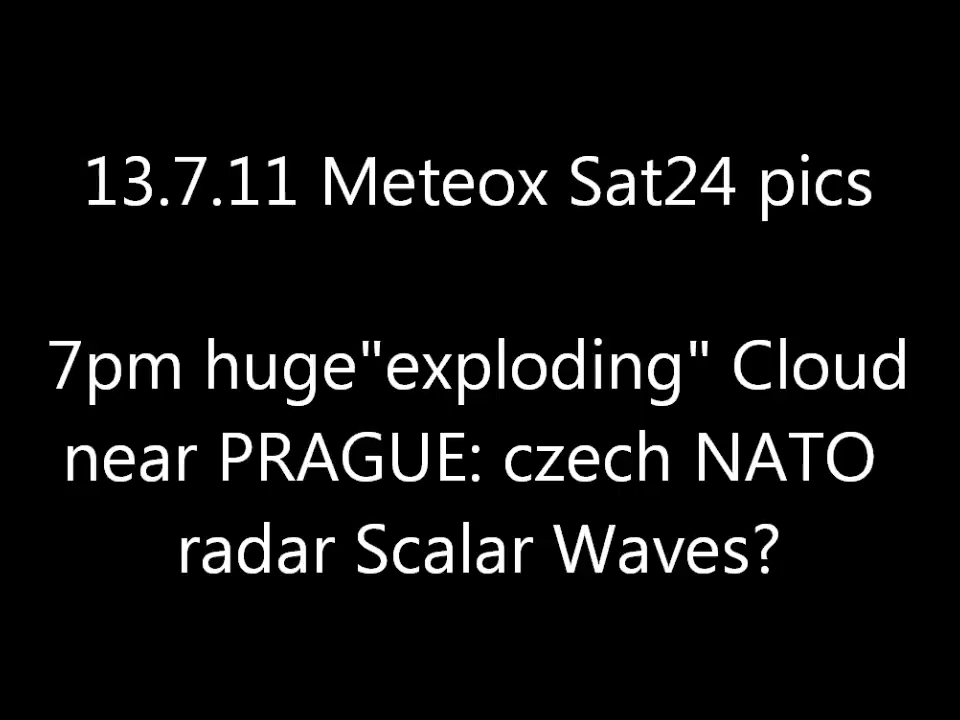 13.7.11 Meteox Sat24 pics
7pm huge"exploding" Cloud
near PRAGUE: czech NATO
radar Scalar Waves?